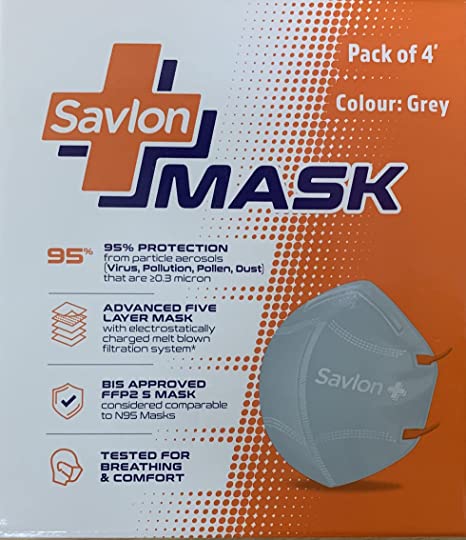 Pack of 4*
Colour: Grey
Savlon
MASK
95%
95% PROTECTION
from particle aerosols
(Virus, Pollution, Pollen, Dust)
that are ≥0.3 micron
ADVANCED FIVE
LAYER MASK
with electrostatically
charged melt blown
filtration system*
BIS APPROVED
FFP2 S MASK
considered comparable
to N95 Masks
TESTED FOR
BREATHING
& COMFORT
Savlon